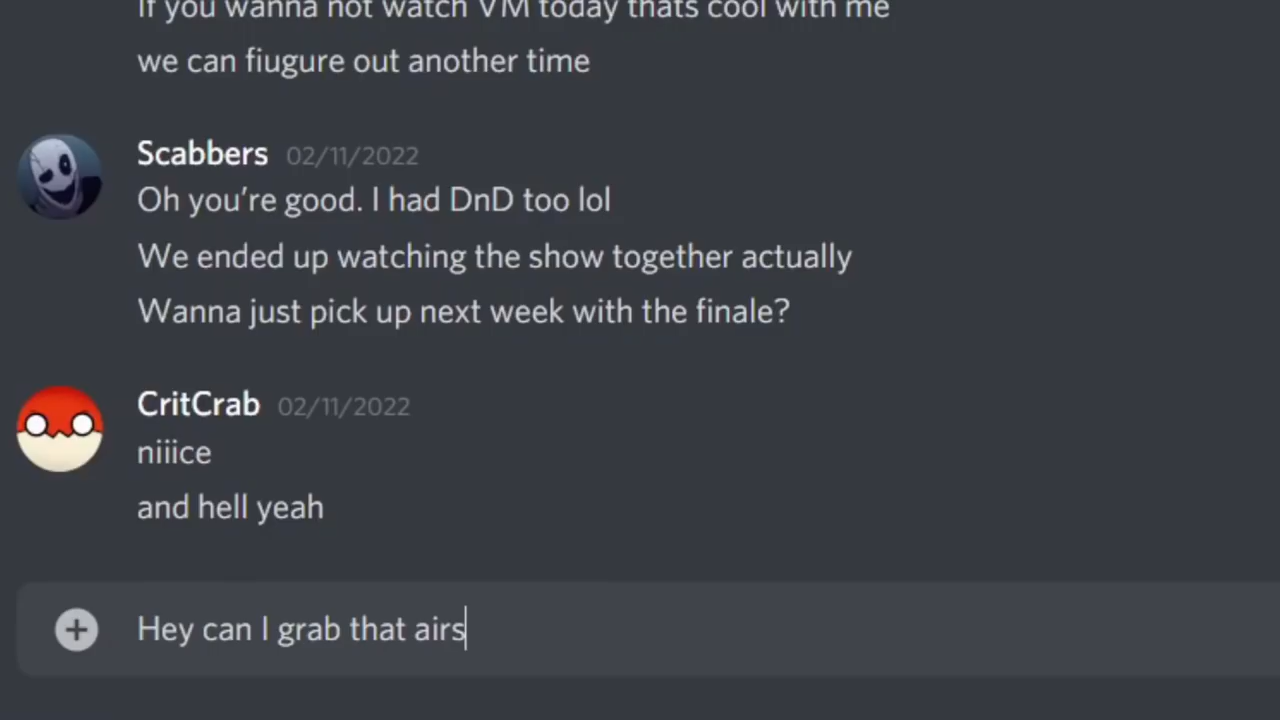 If you wanna not watch VM today thats cool with me
we can fiugure out another time
Scabbers 02/11/2022
Oh you’re good. I had DnD too lol
We ended up watching the show together actually
Wanna just pick up next week with the finale?
CritCrab 02/11/2022
niiice
and hell yeah
Hey can I grab that airs